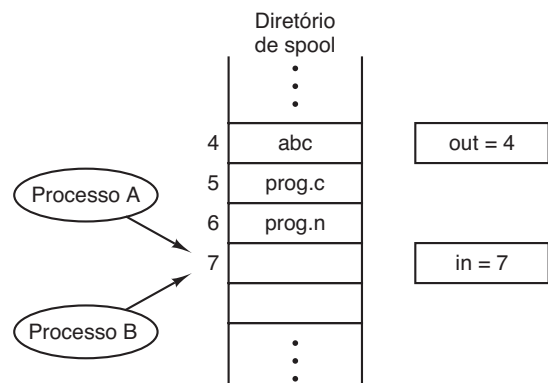 Diretório
de spool
4 abc out = 4
5 prog.c
Processo A
6 prog.n
7 in = 7
Processo B